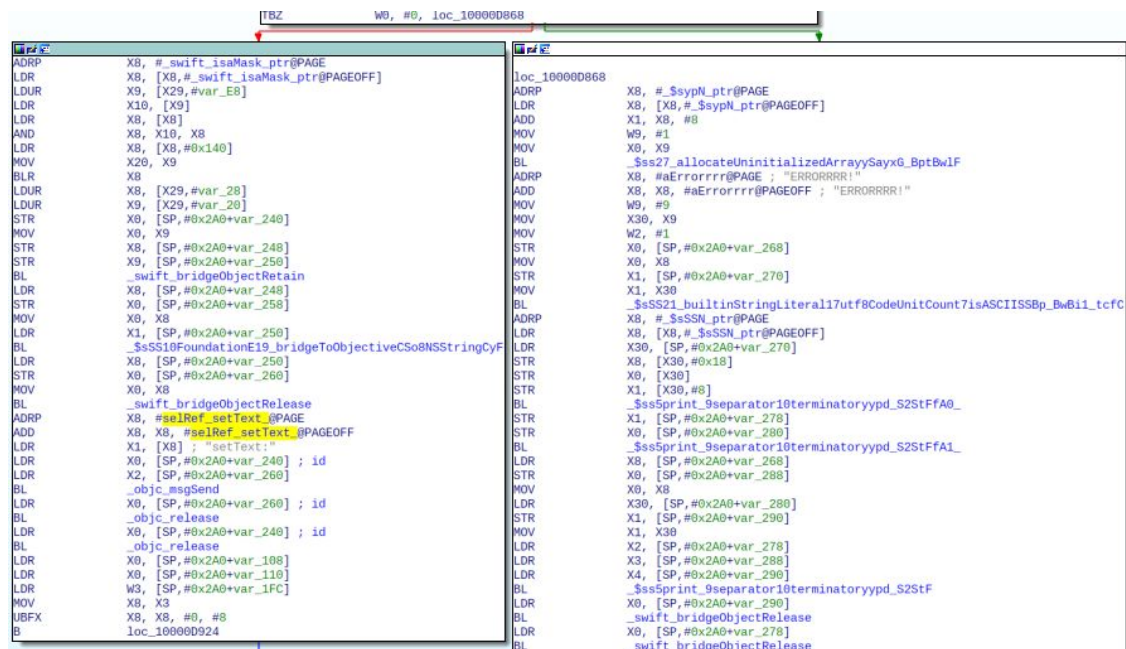 TBZ W0, #0, loc_10000D868
ADRP X8, #_swift_isaMask_ptr@PAGE
LDR X8, [X8,#_swift_isaMask_ptr@PAGEOFF]
LDUR X9, [X29,#var_E8]
LDR X10, [X9]
LDR X8, [X8]
AND X8, X10, X8
LDR X8, [X8,#0x140]
MOV X20, X9
BLR X8
LDUR X8, [X29,#var_28]
LDUR X9, [X29,#var_20]
STR X0, [SP,#0x2A0+var_240]
MOV X0, X9
STR X8, [SP,#0x2A0+var_248]
STR X9, [SP,#0x2A0+var_250]
BL _swift_bridgeObjectRetain
LDR X8, [SP,#0x2A0+var_248]
STR X0, [SP,#0x2A0+var_258]
MOV X0, X8
LDR X1, [SP,#0x2A0+var_250]
BL _$sSS10FoundationE19_bridgeToObjectiveCSo8NSStringCyF
LDR X8, [SP,#0x2A0+var_250]
STR X0, [SP,#0x2A0+var_260]
MOV X0, X8
BL _swift_bridgeObjectRelease
ADRP X8, #selRef_setText_@PAGE
ADD X8, X8, #selRef_setText_@PAGEOFF
LDR X1, [X8] ; "setText:"
LDR X0, [SP,#0x2A0+var_240] ; id
LDR X2, [SP,#0x2A0+var_260]
BL _objc_msgSend
LDR X0, [SP,#0x2A0+var_260] ; id
BL _objc_release
LDR X0, [SP,#0x2A0+var_240] ; id
BL _objc_release
LDR X0, [SP,#0x2A0+var_108]
LDR X0, [SP,#0x2A0+var_110]
LDR W3, [SP,#0x2A0+var_1FC]
MOV X8, X3
UBFX X8, X8, #0, #8
B loc_10000D924
loc_10000D868
ADRP X8, #_$sypN_ptr@PAGE
LDR X8, [X8,#_$sypN_ptr@PAGEOFF]
ADD X1, X8, #8
MOV W9, #1
MOV X0, X9
BL _$ss27_allocateUninitializedArrayySayxG_BptBwlF
ADRP X8, #aErrorrrr@PAGE ; "ERRORRRR!"
ADD X8, X8, #aErrorrrr@PAGEOFF ; "ERRORRRR!"
MOV W9, #9
MOV X30, X9
MOV W2, #1
STR X0, [SP,#0x2A0+var_268]
MOV X0, X8
STR X1, [SP,#0x2A0+var_270]
MOV X1, X30
BL _$sSS21_builtinStringLiteral17utf8CodeUnitCount7isASCIISSBp_BwBi1_tcfC
ADRP X8, #_$sSSN_ptr@PAGE
LDR X8, [X8,#_$sSSN_ptr@PAGEOFF]
LDR X30, [SP,#0x2A0+var_270]
STR X8, [X30,#0x18]
STR X0, [X30]
STR X1, [X30,#8]
BL _$ss5print_9separator10terminatoryypd_S2StFfA0_
STR X1, [SP,#0x2A0+var_278]
STR X0, [SP,#0x2A0+var_280]
BL _$ss5print_9separator10terminatoryypd_S2StFfA1_
LDR X8, [SP,#0x2A0+var_268]
STR X0, [SP,#0x2A0+var_288]
MOV X0, X8
LDR X30, [SP,#0x2A0+var_280]
STR X1, [SP,#0x2A0+var_290]
MOV X1, X30
LDR X2, [SP,#0x2A0+var_278]
LDR X3, [SP,#0x2A0+var_288]
LDR X4, [SP,#0x2A0+var_290]
BL _$ss5print_9separator10terminatoryypd_S2StF
LDR X0, [SP,#0x2A0+var_290]
BL _swift_bridgeObjectRelease
LDR X0, [SP,#0x2A0+var_278]
BL _swift_bridgeObjectRelease